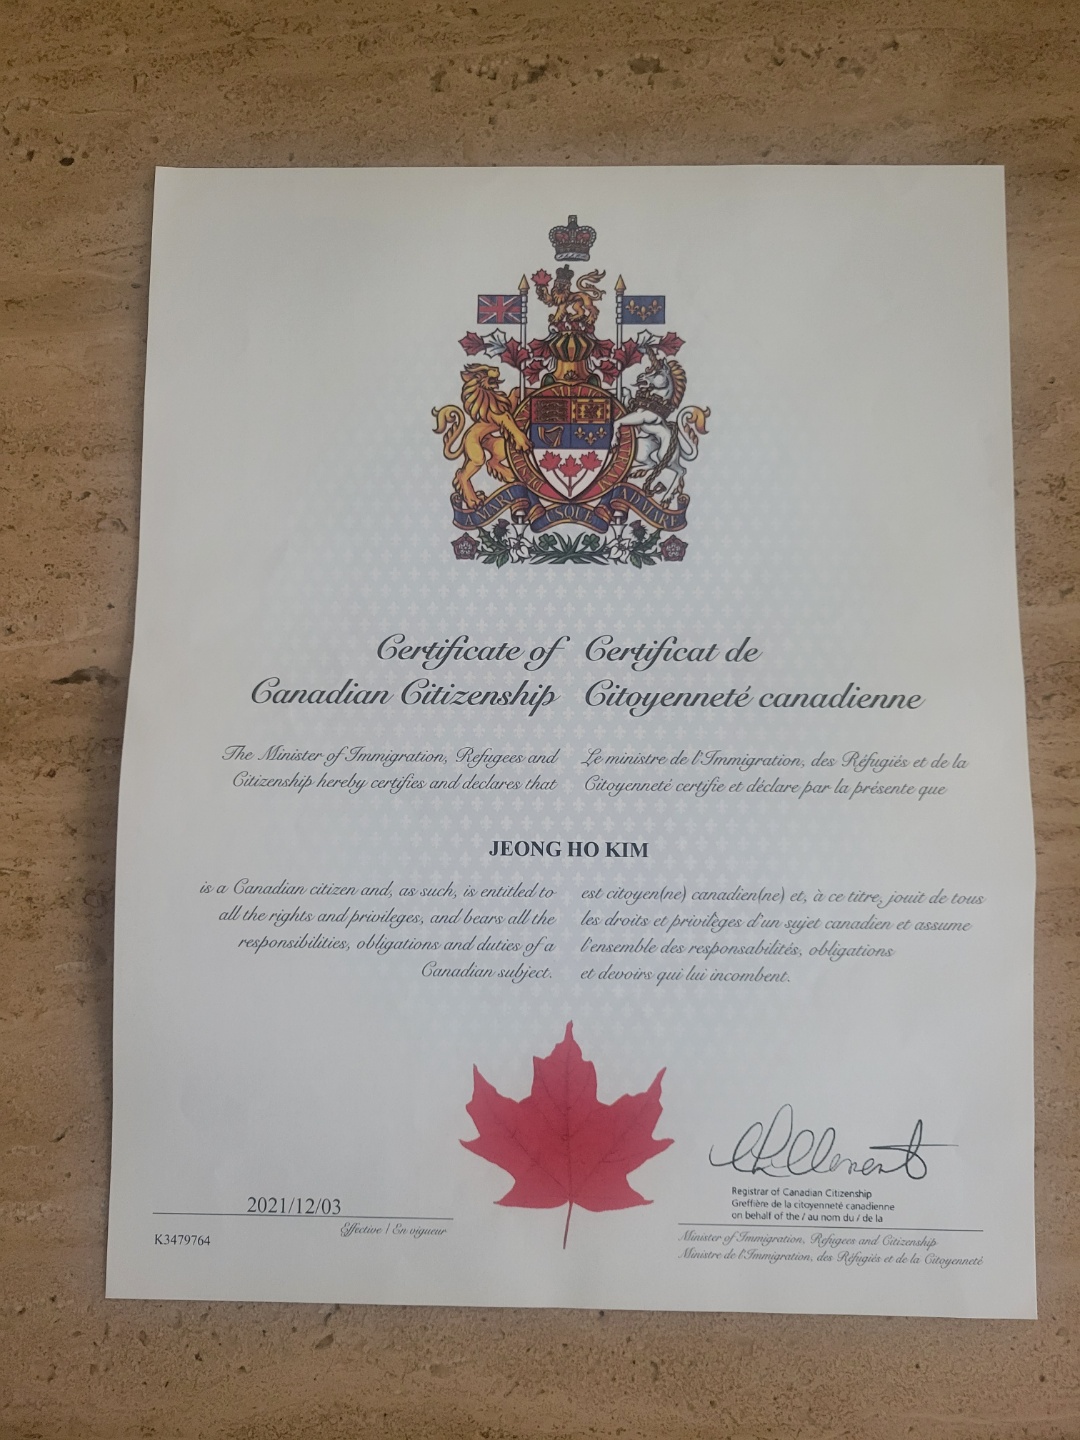 A MARI USQUE AD MARE
Certificate of
Canadian Citizenship
Certificat de
Citoyenneté canadienne
The Minister of Immigration, Refugees and
Citizenship hereby certifies and declares that
Le ministre de l'Immigration, des Réfugiés et de la
Citoyenneté certifie et déclare par la présente que
JEONG HO KIM
is a Canadian citizen and, as such, is entitled to
all the rights and privileges, and bears all the
responsibilities, obligations and duties of a
Canadian subject.
est citoyen(ne) canadien(ne) et, à ce titre, jouit de tous
les droits et privilèges d'un sujet canadien et assume
l'ensemble des responsabilités, obligations
et devoirs qui lui incombent.
2021/12/03
Effective / En vigueur
K3479764
Registrar of Canadian Citizenship
Greffière de la citoyenneté canadienne
on behalf of the / au nom du / de la
Minister of Immigration, Refugees and Citizenship
Ministre de l'Immigration, des Réfugiés et de la Citoyenneté